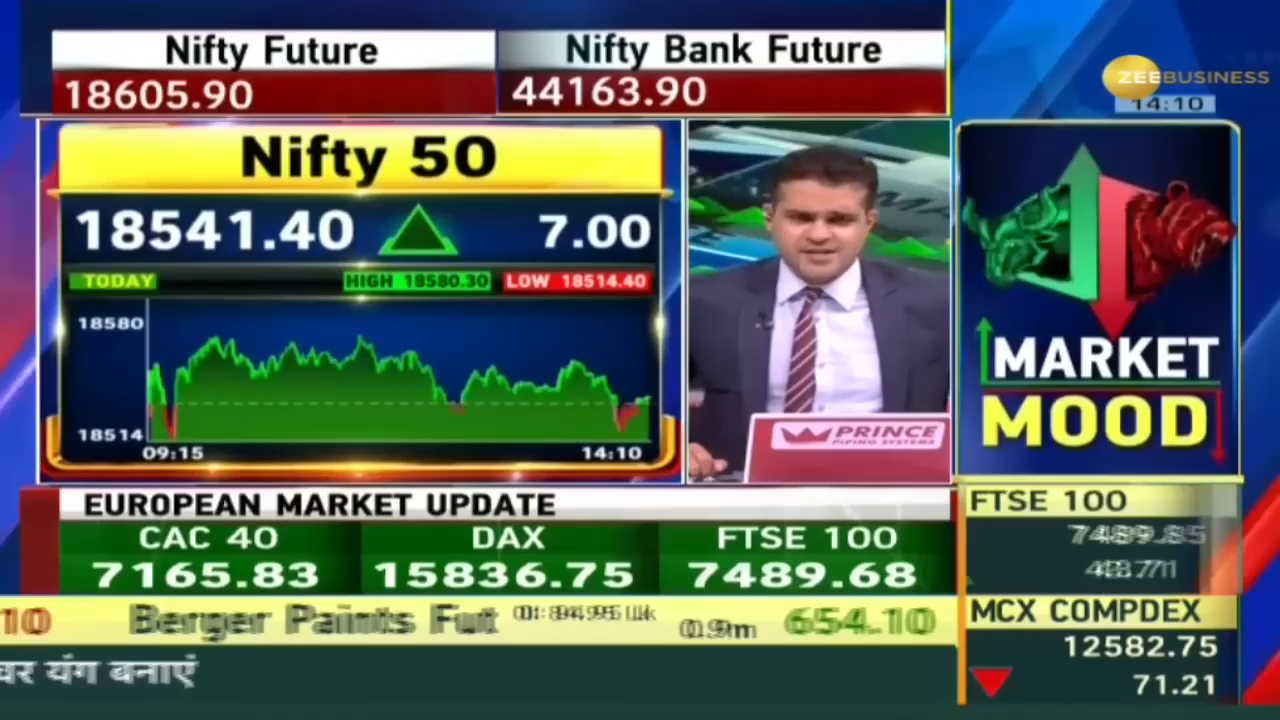 Nifty Future
18605.90
Nifty Bank Future
44163.90
ZEEBUSINESS
14:10
Nifty 50
18541.40 7.00
TODAY HIGH 18580.30 LOW 18514.40
18580
18514
09:15 14:10
PRINCE
PIPING SYSTEMS
MARKET
MOOD
EUROPEAN MARKET UPDATE
CAC 40 DAX FTSE 100
7165.83 15836.75 7489.68
FTSE 100
MCX COMPDEX
12582.75
71.21
10 Berger Paints Fut 654.10
यंग बनाएं